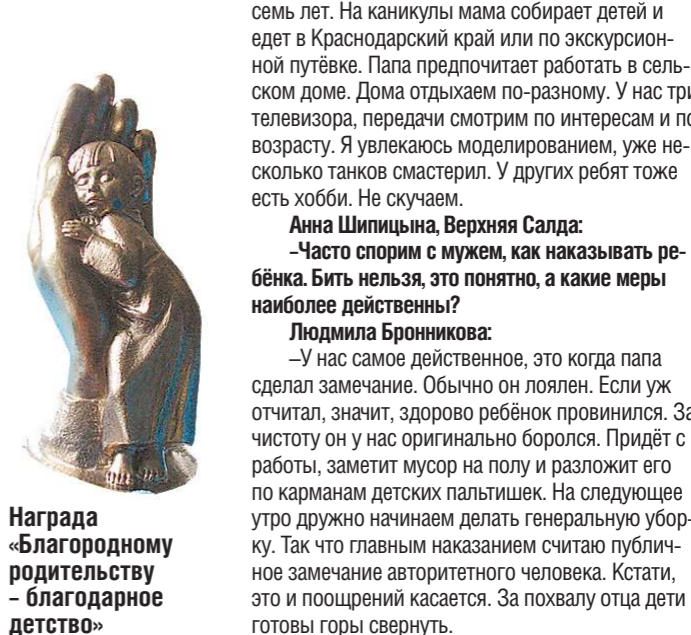 семь лет. На каникулы мама собирает детей и
едет в Краснодарский край или по экскурсион-
ной путёвке. Папа предпочитает работать в сель-
ском доме. Дома отдыхаем по-разному. У нас три
телевизора, передачи смотрим по интересам и по
возрасту. Я увлекаюсь моделированием, уже не-
сколько танков смастерил. У других ребят тоже
есть хобби. Не скучаем.
Анна Шипицына, Верхняя Салда:
–Часто спорим с мужем, как наказывать ре-
бёнка. Бить нельзя, это понятно, а какие меры
наиболее действенны?
Людмила Бронникова:
–У нас самое действенное, это когда папа
сделал замечание. Обычно он лоялен. Если уж
отчитал, значит, здорово ребёнок провинился. За
чистоту он у нас оригинально боролся. Придёт с
работы, заметит мусор на полу и разложит его
по карманам детских пальтишек. На следующее
утро дружно начинаем делать генеральную убор-
ку. Так что главным наказанием считаю публич-
ное замечание авторитетного человека. Кстати,
это и поощрений касается. За похвалу отца дети
готовы горы свернуть.
Награда
«Благородному
родительству
– благодарное
детство»